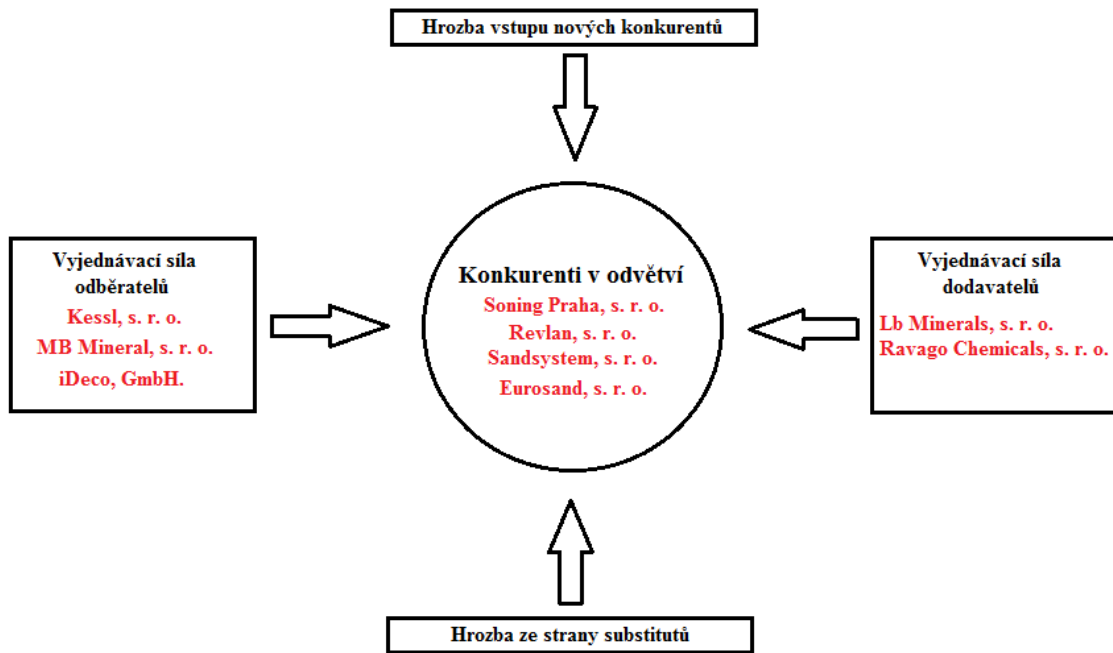 Hrozba vstupu nových konkurentů
Vyjednávací síla
odběratelů
Kessl, s. r. o.
MB Mineral, s. r. o.
iDeco, GmbH.
Konkurenti v odvětví
Soning Praha, s. r. o.
Revlan, s. r. o.
Sandsystem, s. r. o.
Eurosand, s. r. o.
Vyjednávací síla
dodavatelů
Lb Minerals, s. r. o.
Ravago Chemicals, s. r. o.
Hrozba ze strany substitutů